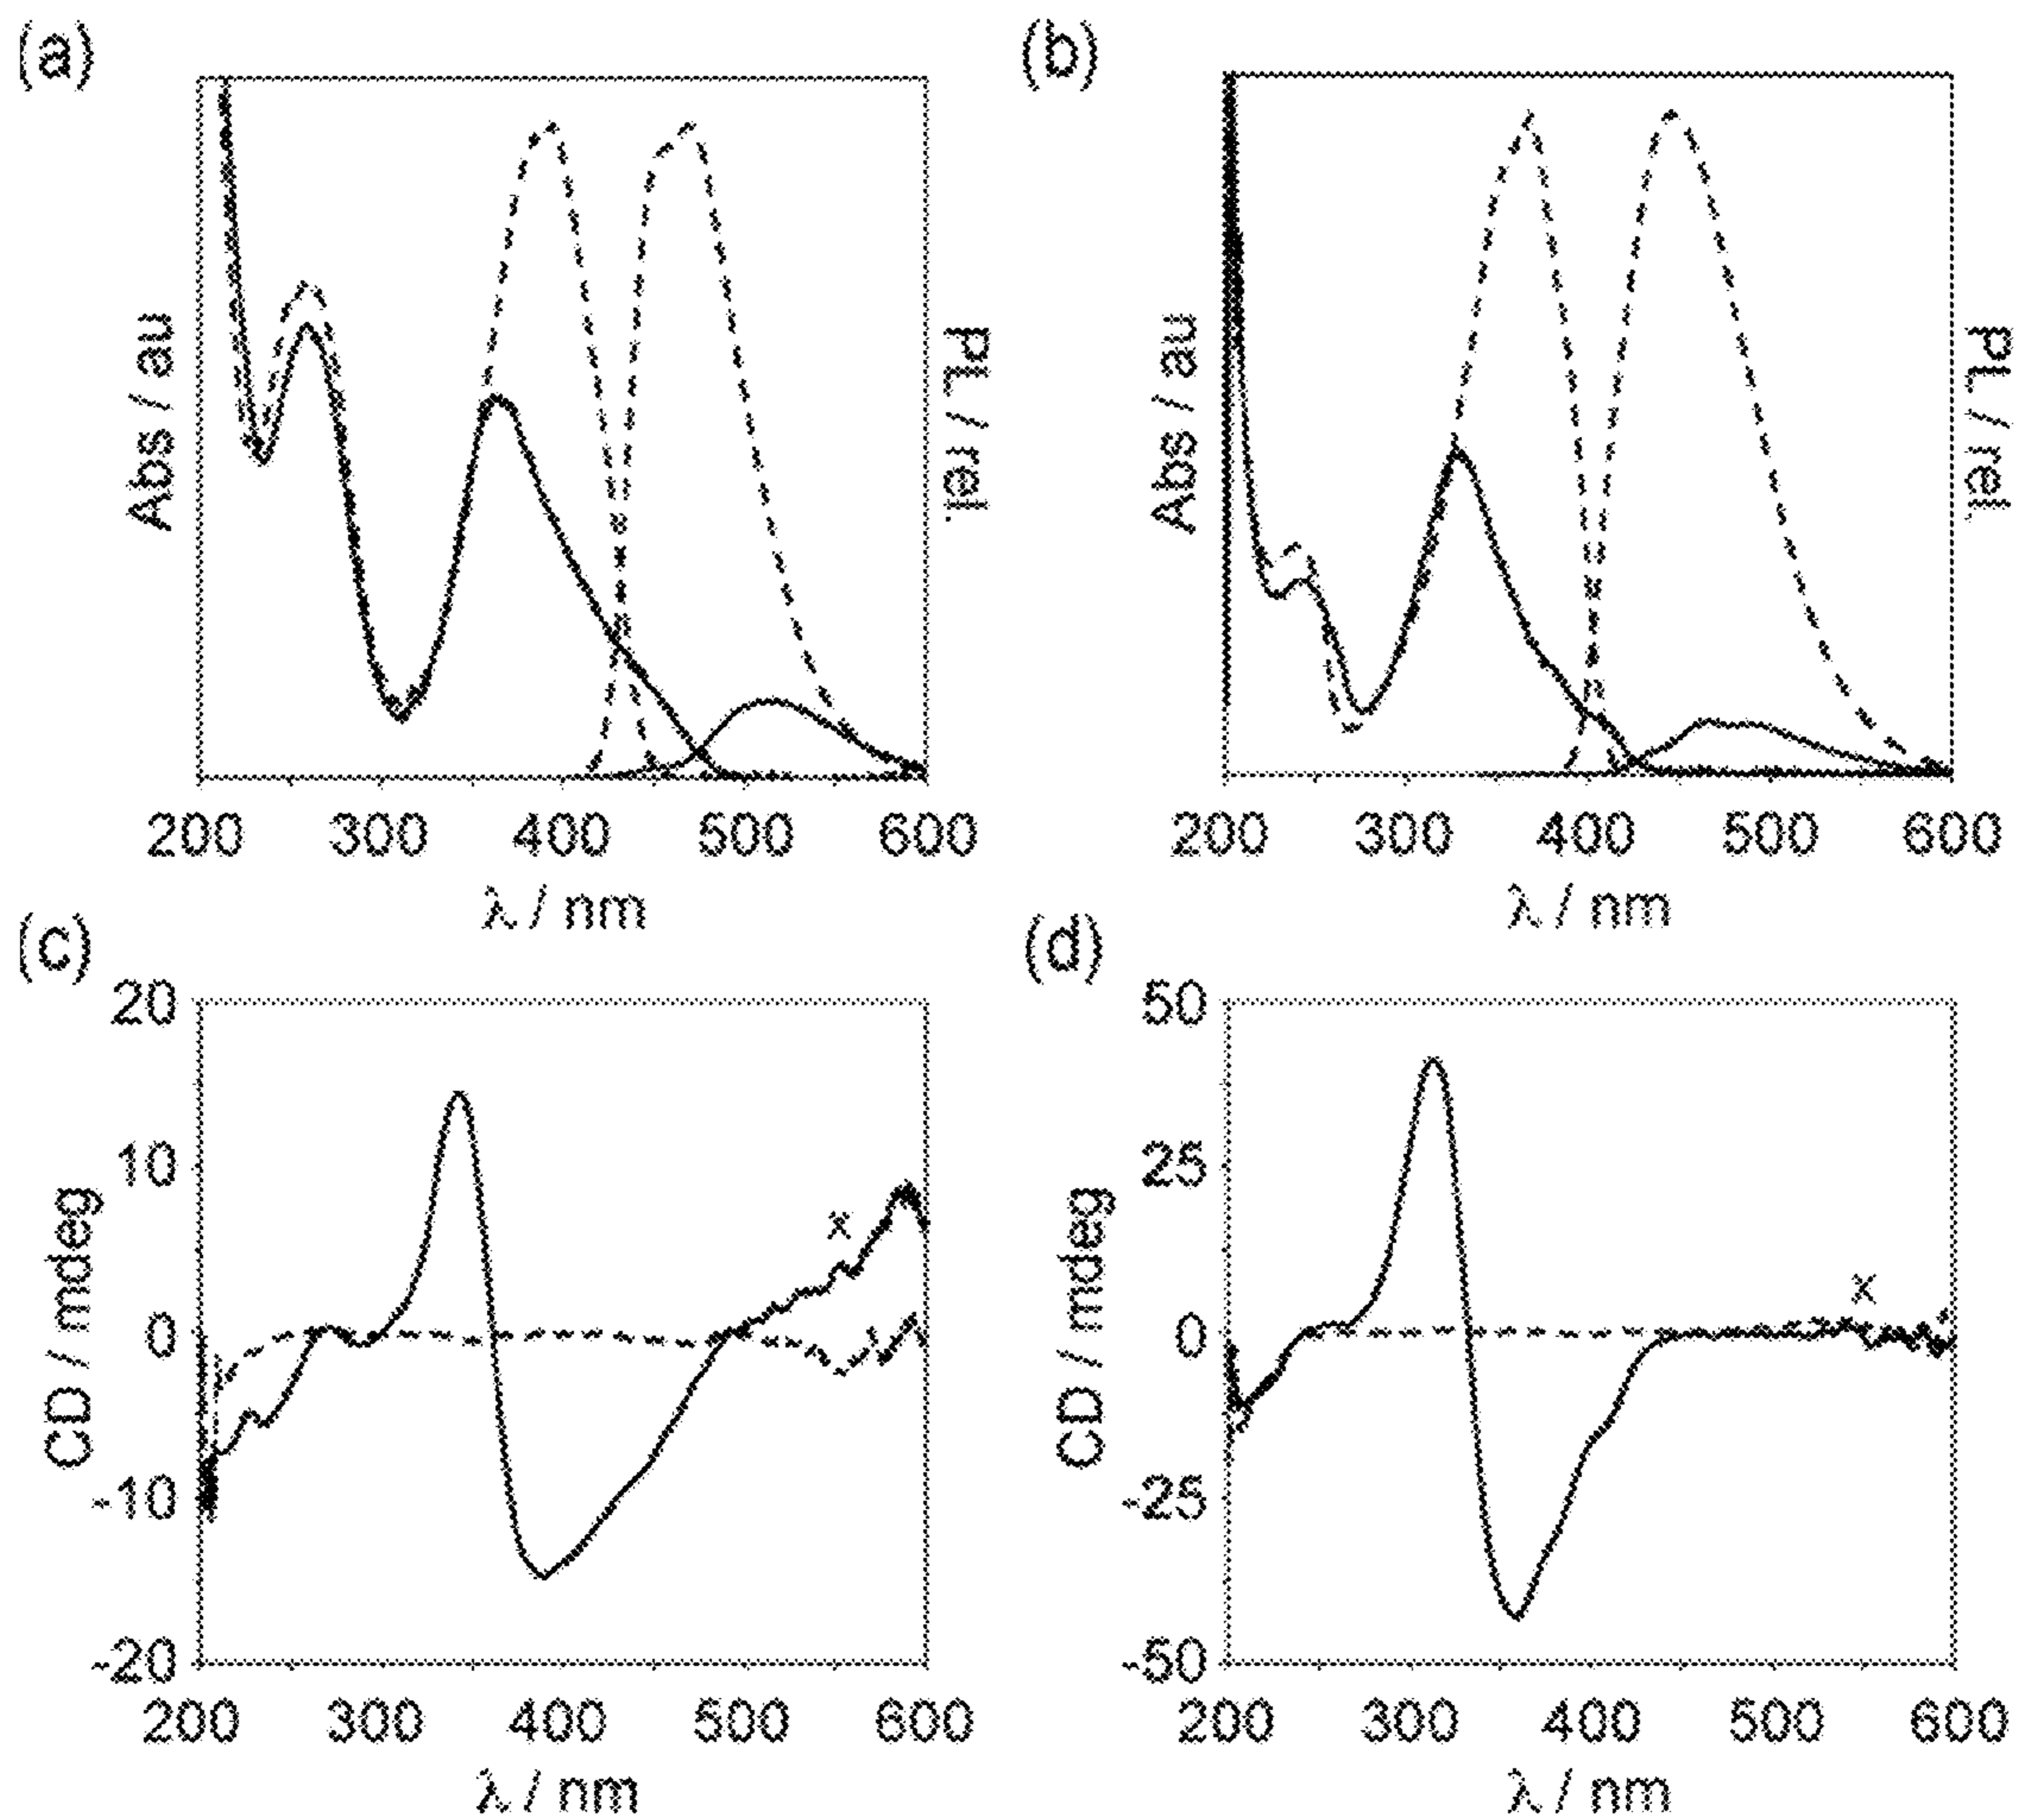 (a)
(b)
Abs / au
PL / rel.
Abs / au
PL / rel.
200 300 400 500 600
200 300 400 500 600
λ / nm
λ / nm
(c)
(d)
20
10
0
-10
-20
CD / mdeg
x
50
25
0
-25
-50
CD / mdeg
x
200 300 400 500 600
200 300 400 500 600
λ / nm
λ / nm